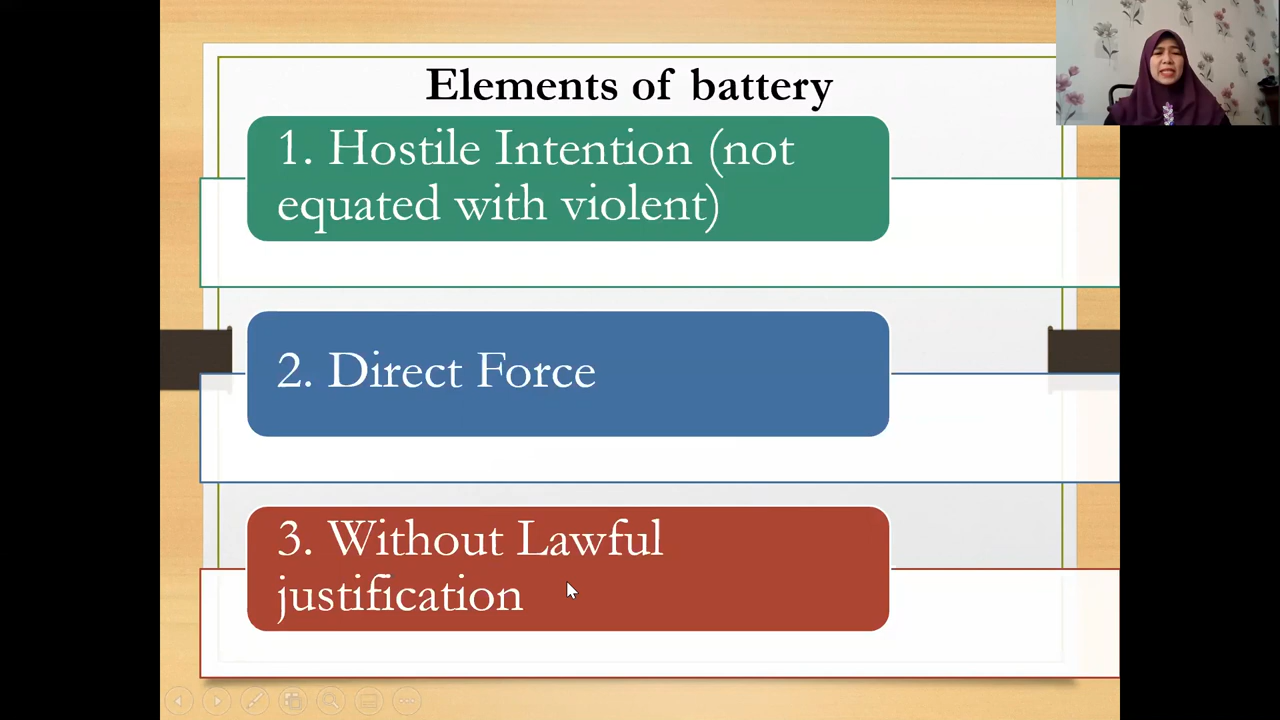 Elements of battery
1. Hostile Intention (not
equated with violent)
2. Direct Force
3. Without Lawful
justification